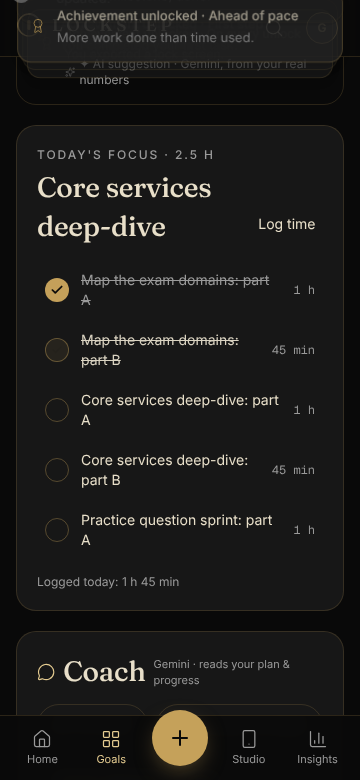 LOCKSTEP
G
Achievement unlocked · Ahead of pace
More work done than time used.
✦ AI suggestion · Gemini, from your real
numbers
TODAY'S FOCUS · 2.5 H
Core services
deep-dive
Log time
Map the exam domains: part
A
1 h
Map the exam domains:
part B
45 min
Core services deep-dive: part
A
1 h
Core services deep-dive:
part B
45 min
Practice question sprint: part
A
1 h
Logged today: 1 h 45 min
Coach
Gemini · reads your plan &
progress
Home
Goals
Studio
Insights